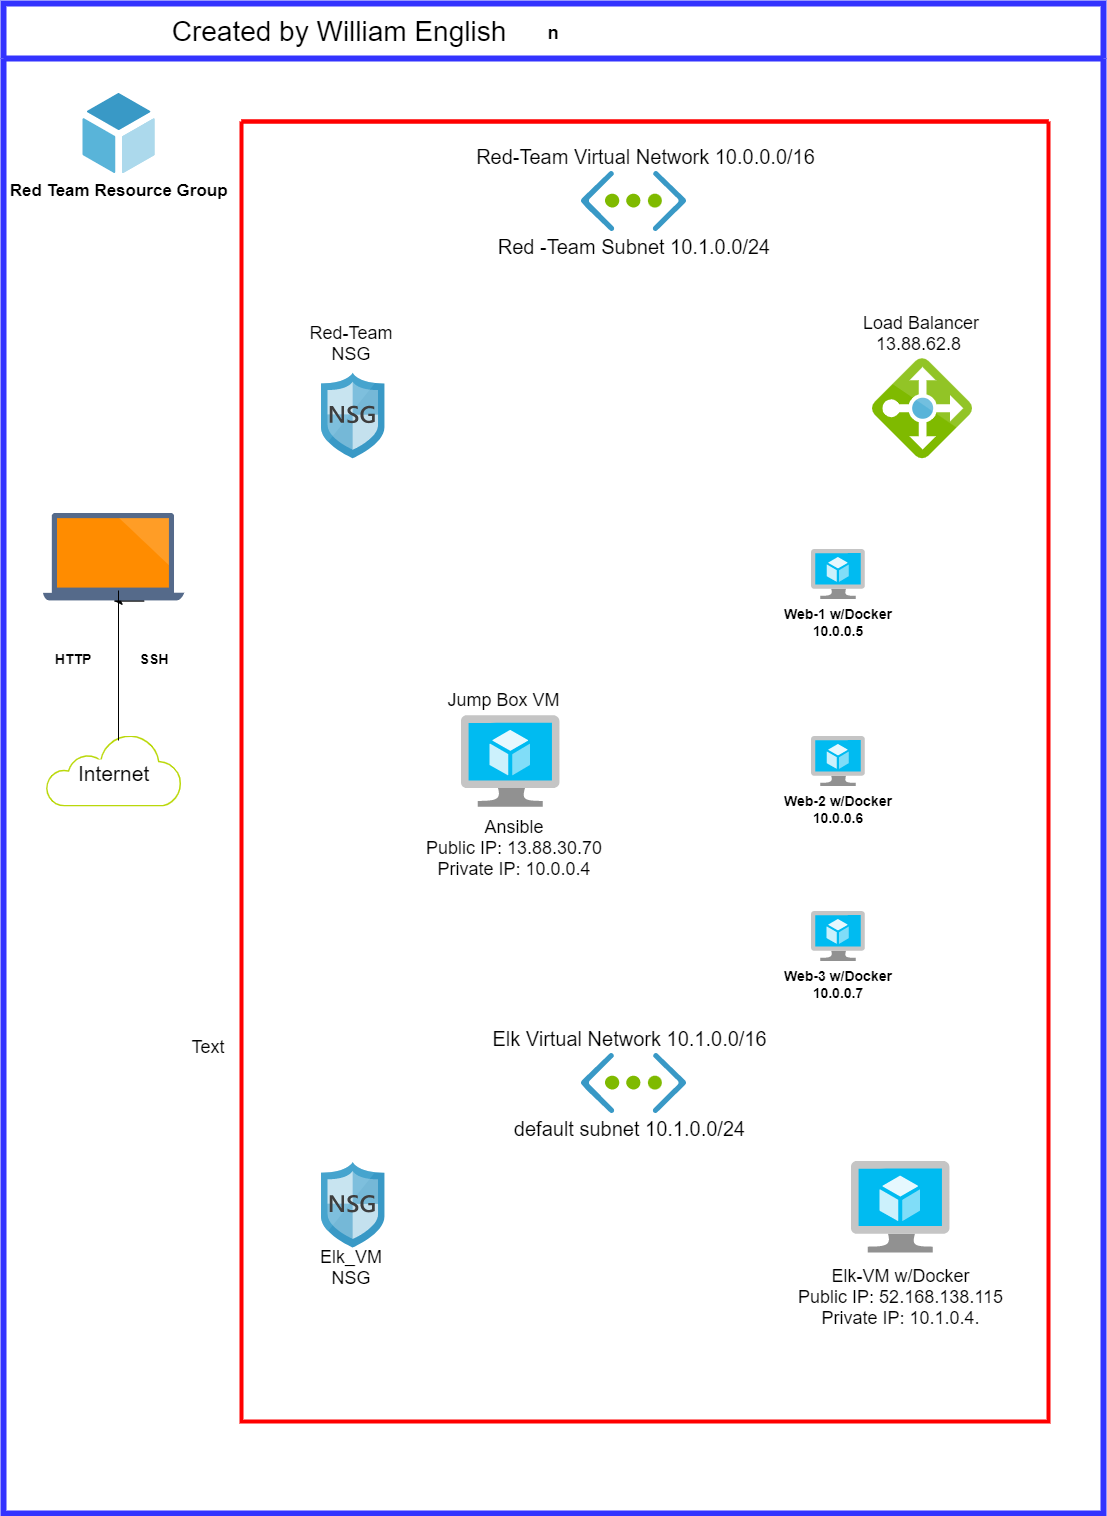 Created by William English
n
Red Team Resource Group
Red-Team Virtual Network 10.0.0.0/16
Red -Team Subnet 10.1.0.0/24
Red-Team
NSG
NSG
Load Balancer
13.88.62.8
Web-1 w/Docker
10.0.0.5
HTTP
SSH
Internet
Jump Box VM
Ansible
Public IP: 13.88.30.70
Private IP: 10.0.0.4
Web-2 w/Docker
10.0.0.6
Web-3 w/Docker
10.0.0.7
Text
Elk Virtual Network 10.1.0.0/16
default subnet 10.1.0.0/24
NSG
Elk_VM
NSG
Elk-VM w/Docker
Public IP: 52.168.138.115
Private IP: 10.1.0.4.